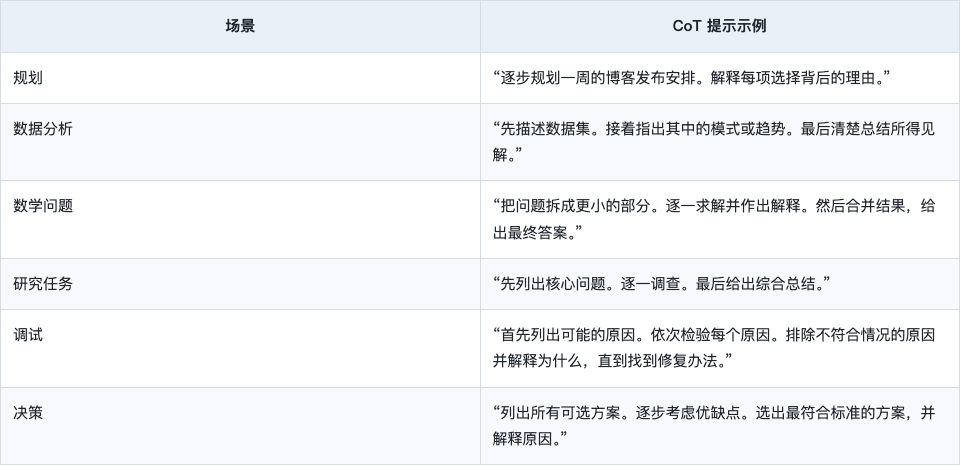 场景
CoT 提示示例
规划
“逐步规划一周的博客发布安排。解释每项选择背后的理由。”
数据分析
“先描述数据集。接着指出其中的模式或趋势。最后清楚总结所得见
解。”
数学问题
“把问题拆成更小的部分。逐一求解并作出解释。然后合并结果，给
出最终答案。”
研究任务
“先列出核心问题。逐一调查。最后给出综合总结。”
调试
“首先列出可能的原因。依次检验每个原因。排除不符合情况的原因
并解释为什么，直到找到修复办法。”
决策
“列出所有可选方案。逐步考虑优缺点。选出最符合标准的方案，并
解释原因。”